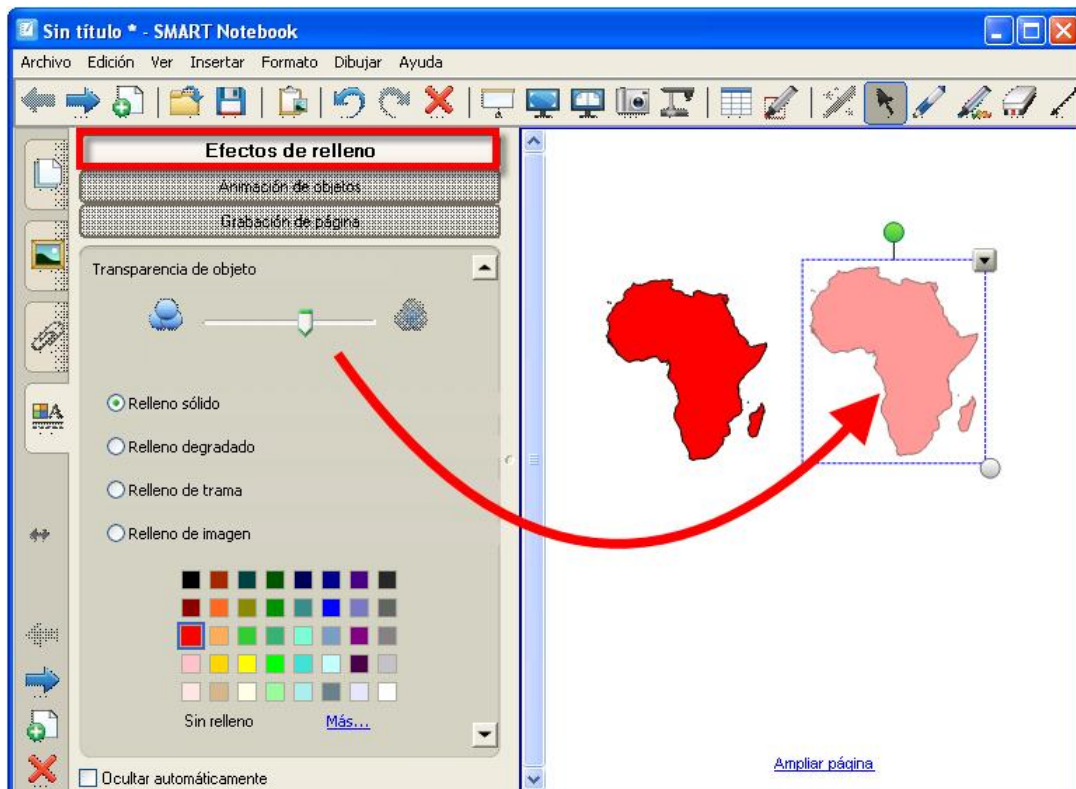 Sin título * - SMART Notebook
Archivo Edición Ver Insertar Formato Dibujar Ayuda
Efectos de relleno
Animación de objetos
Grabación de página
Transparencia de objeto
Relleno sólido
Relleno degradado
Relleno de trama
Relleno de imagen
Sin relleno Más...
Ocultar automáticamente
Ampliar página